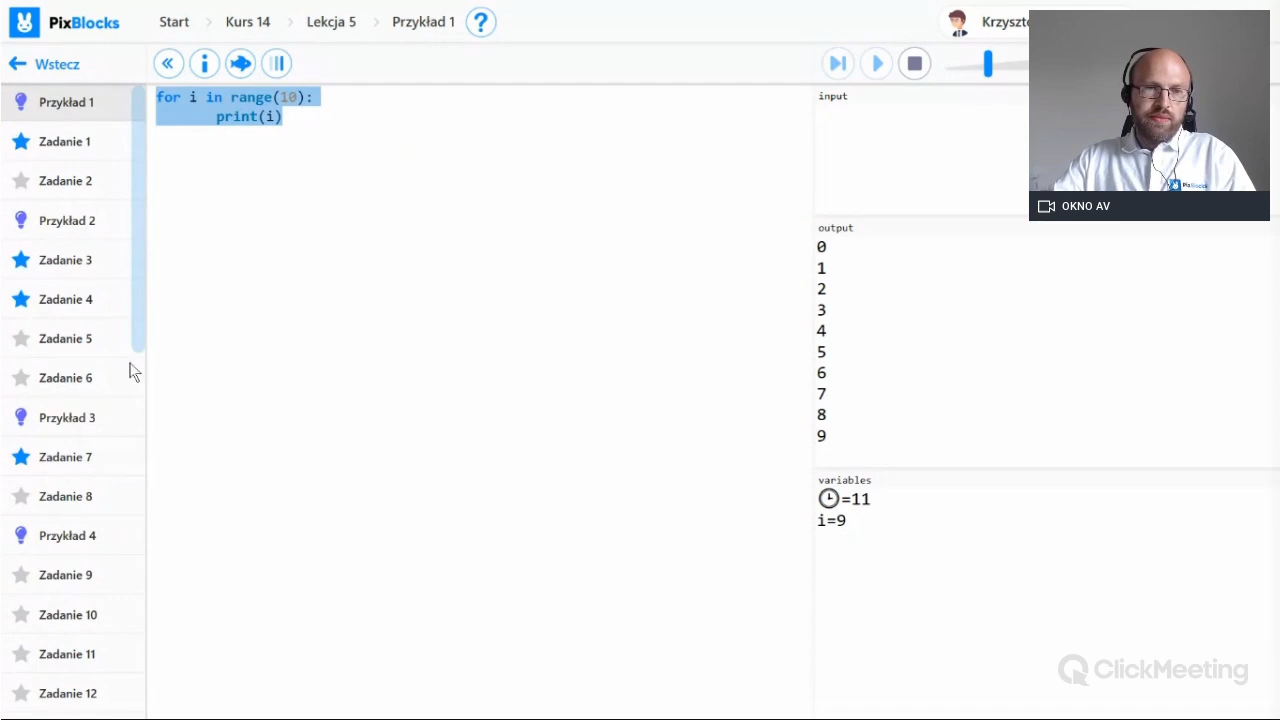 PixBlocks
Start
Kurs 14
Lekcja 5
Przykład 1
?
Krzyszto
Wstecz
Przykład 1
Zadanie 1
Zadanie 2
Przykład 2
Zadanie 3
Zadanie 4
Zadanie 5
Zadanie 6
Przykład 3
Zadanie 7
Zadanie 8
Przykład 4
Zadanie 9
Zadanie 10
Zadanie 11
Zadanie 12
for i in range(10):
print(i)
input
output
0
1
2
3
4
5
6
7
8
9
variables
=11
i=9
PixBlocks
OKNO AV
ClickMeeting